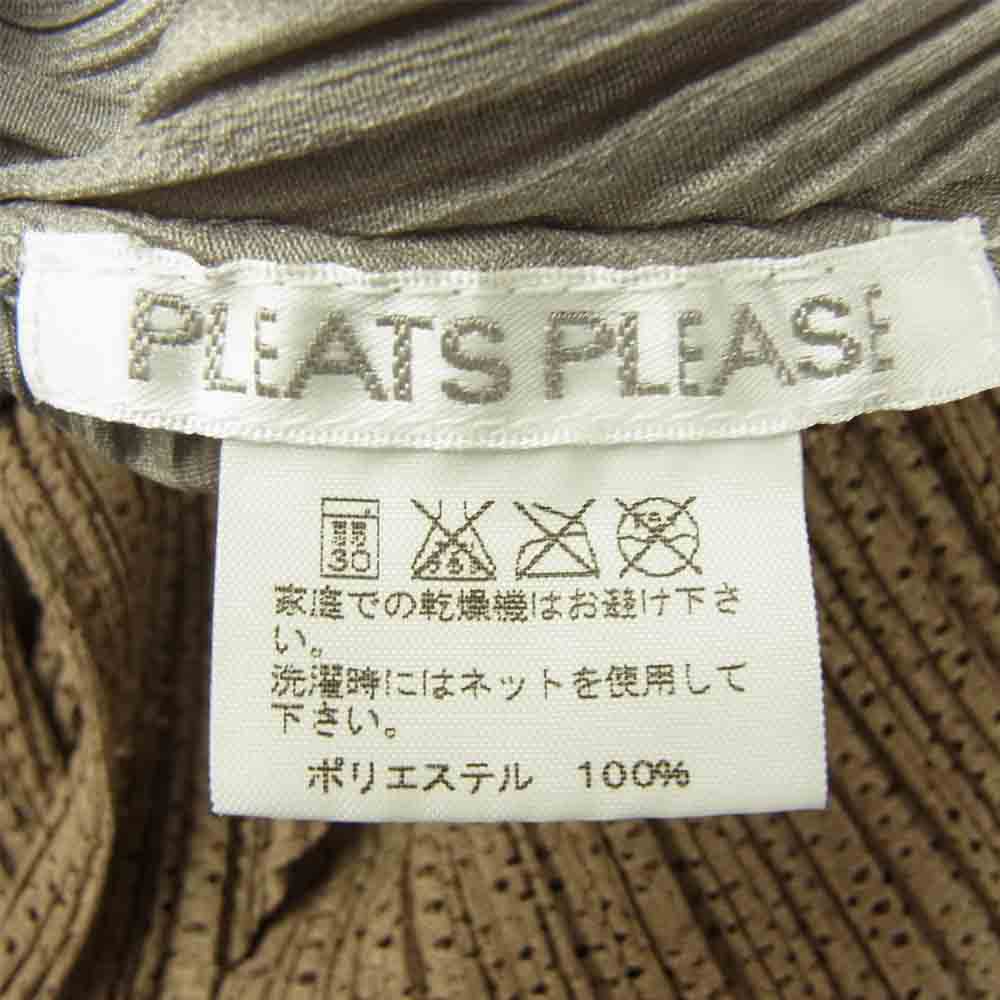 PLEATS PLEASE
弱 30
家庭での乾燥機はお避け下さ
い。
洗濯時にはネットを使用して
下さい。
ポリエステル 100%